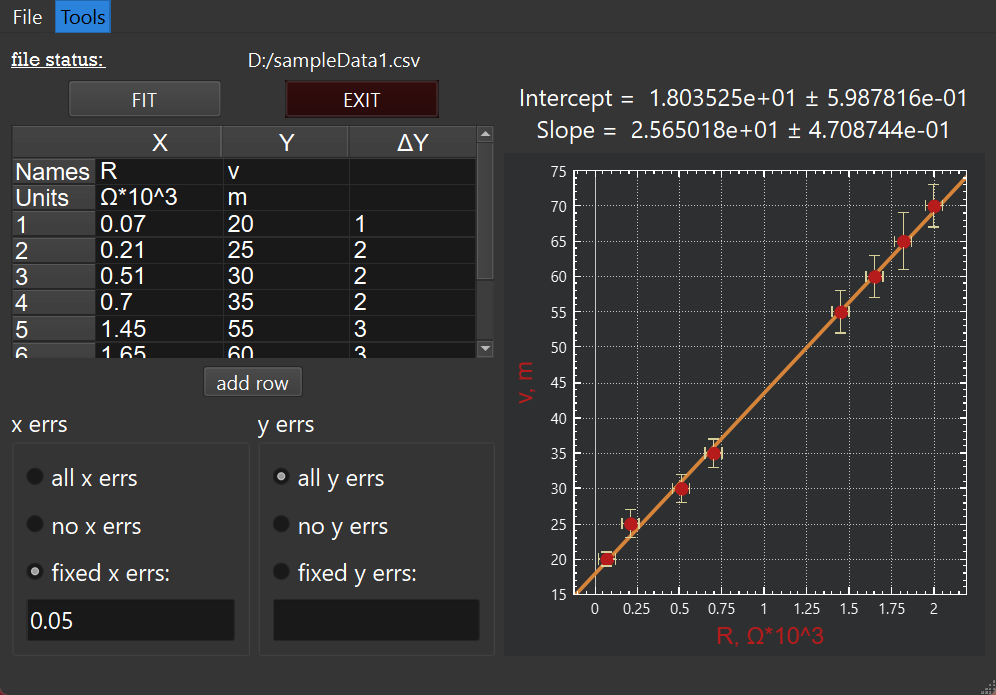 File Tools
file status: D:/sampleData1.csv
FIT EXIT
X Y ΔY
Names R v
Units Ω*10^3 m
1 0.07 20 1
2 0.21 25 2
3 0.51 30 2
4 0.7 35 2
5 1.45 55 3
6 1.65 60 3
add row
x errs
all x errs
no x errs
fixed x errs:
0.05
y errs
all y errs
no y errs
fixed y errs:
Intercept = 1.803525e+01 ± 5.987816e-01
Slope = 2.565018e+01 ± 4.708744e-01
75
70
65
60
55
50
45
40
35
30
25
20
15
v, m
0 0.25 0.5 0.75 1 1.25 1.5 1.75 2
R, Ω*10^3